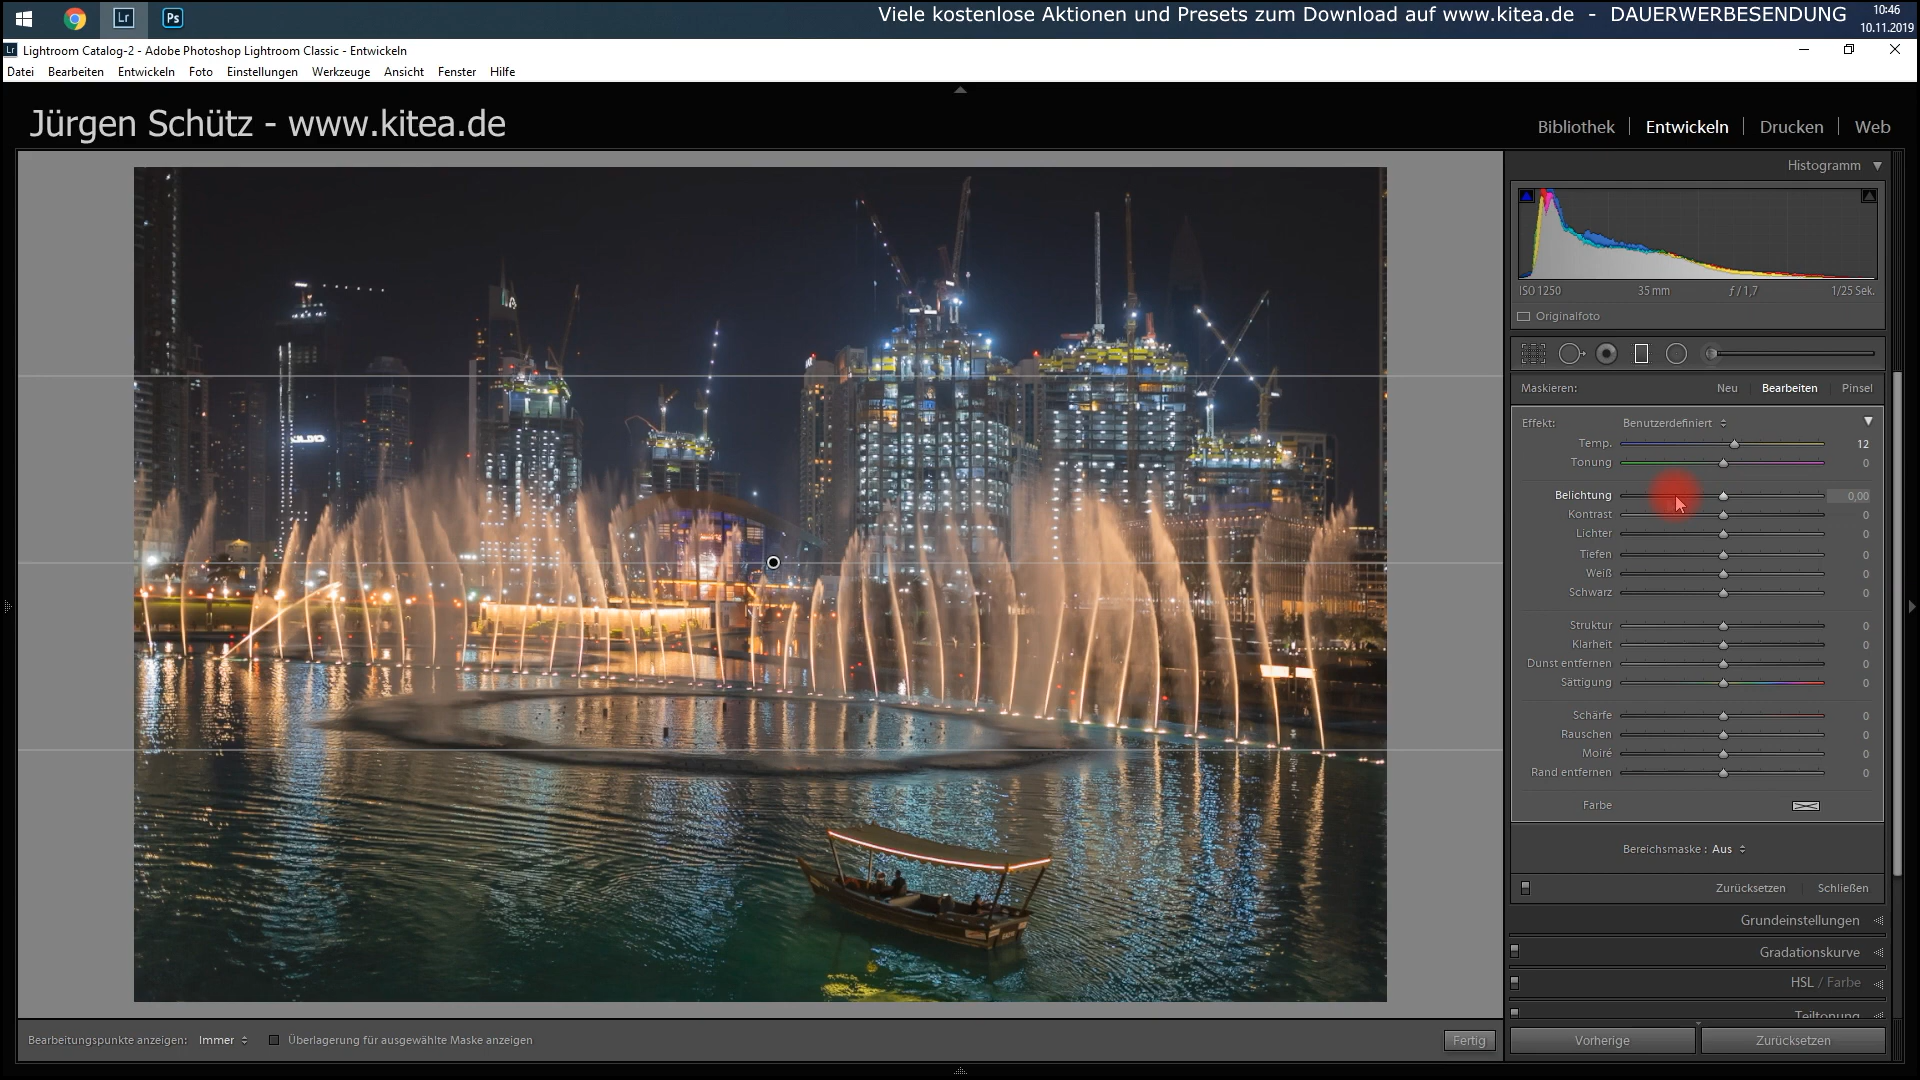 Lr
Ps
Viele kostenlose Aktionen und Presets zum Download auf www.kitea.de - DAUERWERBESENDUNG
10:46
10.11.2019
Lr Lightroom Catalog-2 - Adobe Photoshop Lightroom Classic - Entwickeln
Datei Bearbeiten Entwickeln Foto Einstellungen Werkzeuge Ansicht Fenster Hilfe
Jürgen Schütz - www.kitea.de
Bibliothek Entwickeln Drucken Web
Histogramm
ISO 1250 35 mm ƒ / 1,7 1/25 Sek.
Originalfoto
Maskieren: Neu Bearbeiten Pinsel
Effekt: Benutzerdefiniert
Temp. 12
Tonung 0
Belichtung 0,00
Kontrast 0
Lichter 0
Tiefen 0
Weiß 0
Schwarz 0
Struktur 0
Klarheit 0
Dunst entfernen 0
Sättigung 0
Schärfe 0
Rauschen 0
Moiré 0
Rand entfernen 0
Farbe
Bereichsmaske : Aus
Zurücksetzen Schließen
Grundeinstellungen
Gradationskurve
HSL / Farbe
Teiltonung
Bearbeitungspunkte anzeigen: Immer Überlagerung für ausgewählte Maske anzeigen Fertig
Vorherige Zurücksetzen